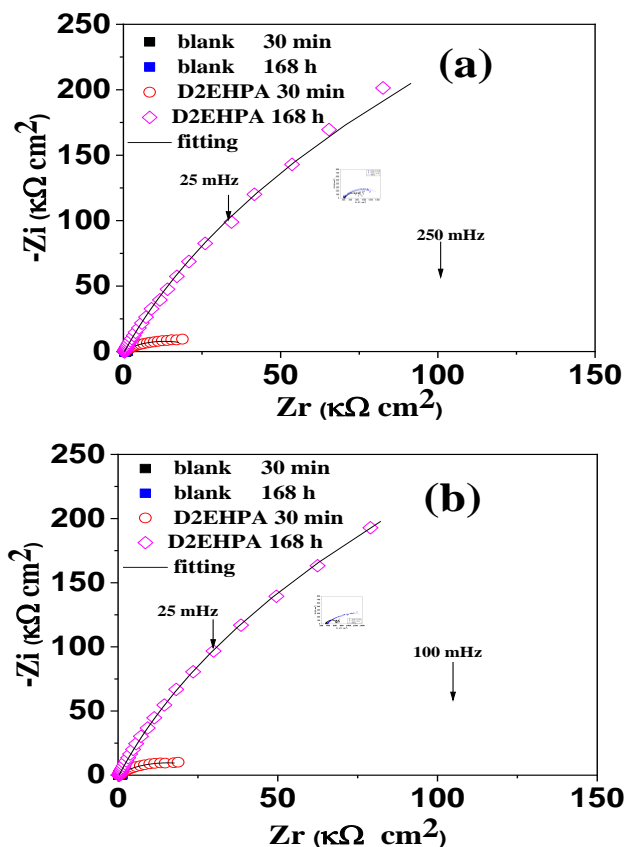 (a)
blank 30 min
blank 168 h
D2EHPA 30 min
D2EHPA 168 h
fitting
25 mHz
250 mHz
-Zi (κΩ cm²)
250
200
150
100
50
0
0 50 100 150
Zr (κΩ cm²)
(b)
blank 30 min
blank 168 h
D2EHPA 30 min
D2EHPA 168 h
fitting
25 mHz
100 mHz
-Zi (κΩ cm²)
250
200
150
100
50
0
0 50 100 150
Zr (κΩ cm²)